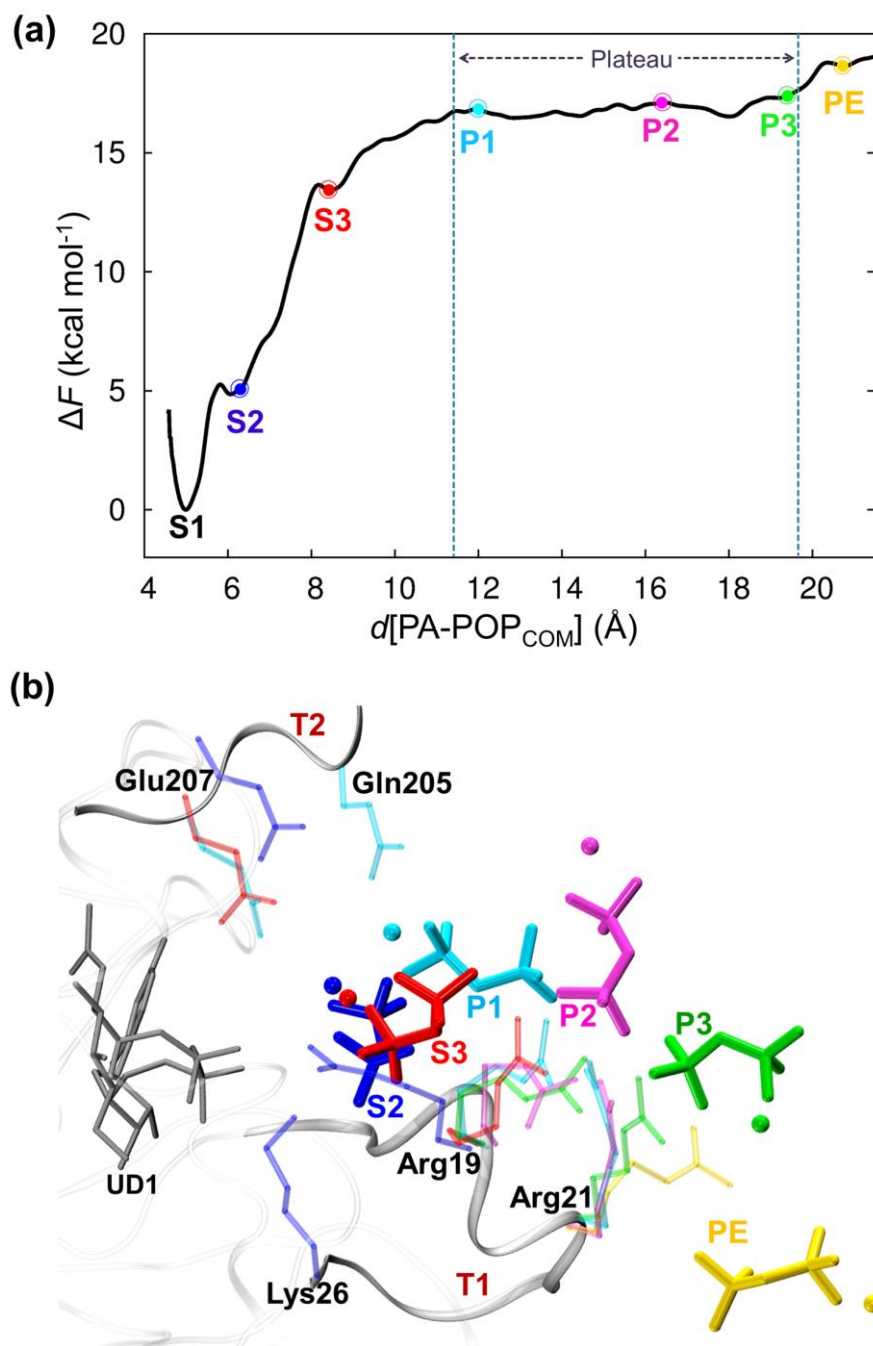 (a)
20
15
10
5
0
ΔF (kcal mol⁻¹)
Plateau
S1
S2
S3
P1
P2
P3
PE
4 6 8 10 12 14 16 18 20
d[PA-POP_COM] (Å)
(b)
T2
Glu207
Gln205
P1
P2
P3
S3
S2
UD1
Arg19
Arg21
PE
Lys26
T1